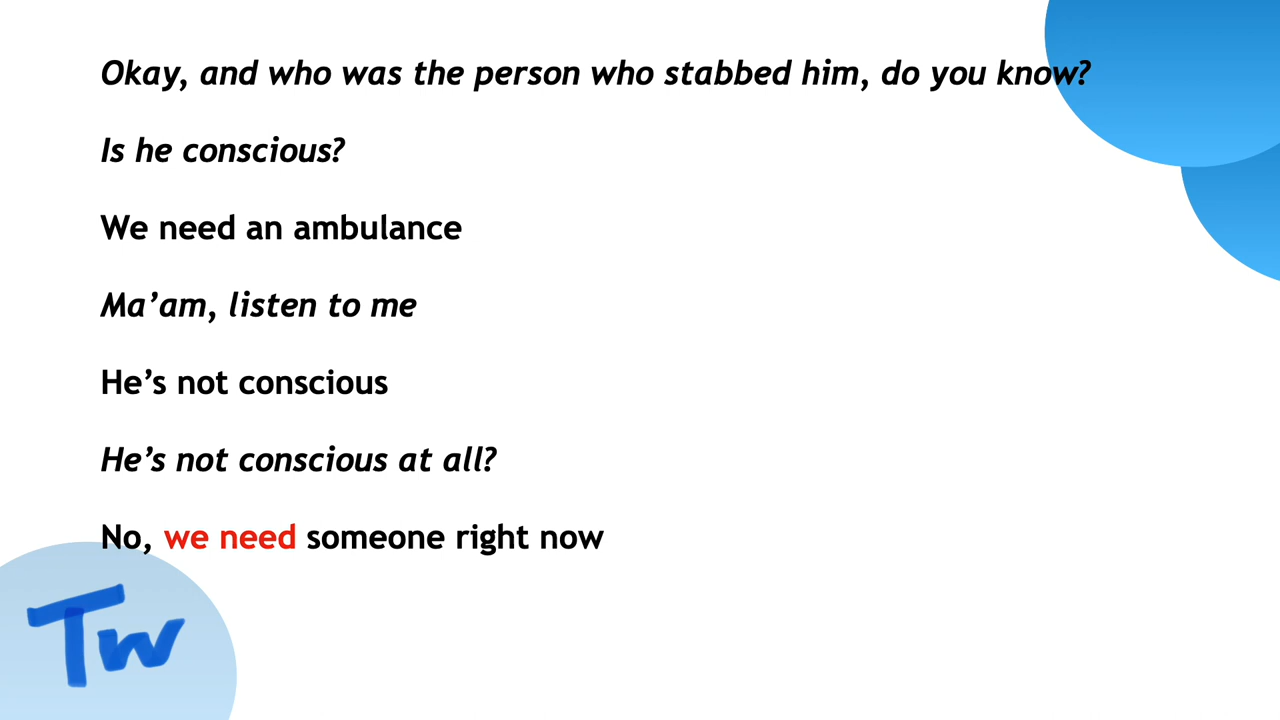 Okay, and who was the person who stabbed him, do you know?
Is he conscious?
We need an ambulance
Ma’am, listen to me
He’s not conscious
He’s not conscious at all?
No, we need someone right now
Tw